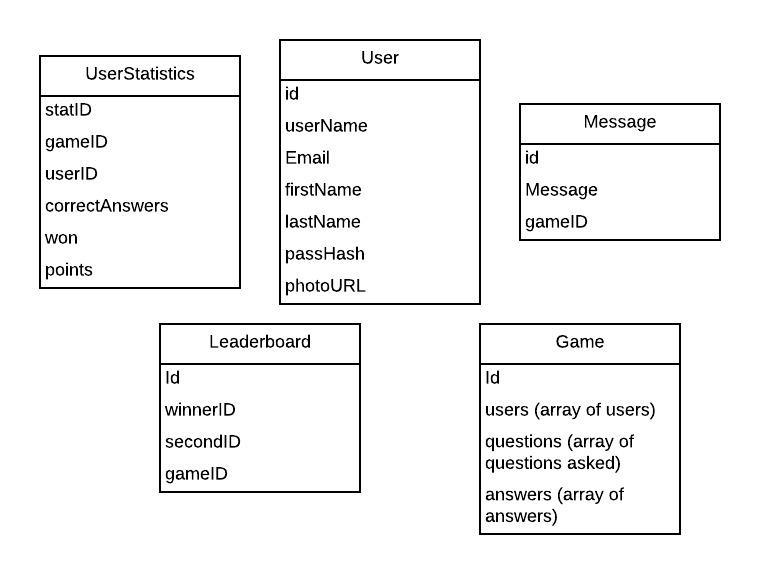 UserStatistics
statID
gameID
userID
correctAnswers
won
points
User
id
userName
Email
firstName
lastName
passHash
photoURL
Message
id
Message
gameID
Leaderboard
Id
winnerID
secondID
gameID
Game
Id
users (array of users)
questions (array of
questions asked)
answers (array of
answers)